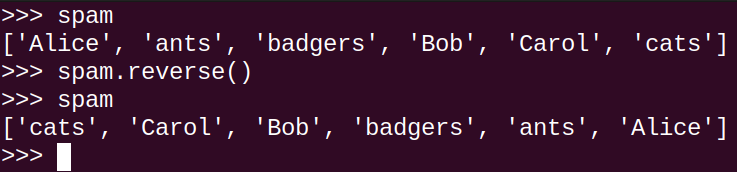 >>> spam
['Alice', 'ants', 'badgers', 'Bob', 'Carol', 'cats']
>>> spam.reverse()
>>> spam
['cats', 'Carol', 'Bob', 'badgers', 'ants', 'Alice']
>>>